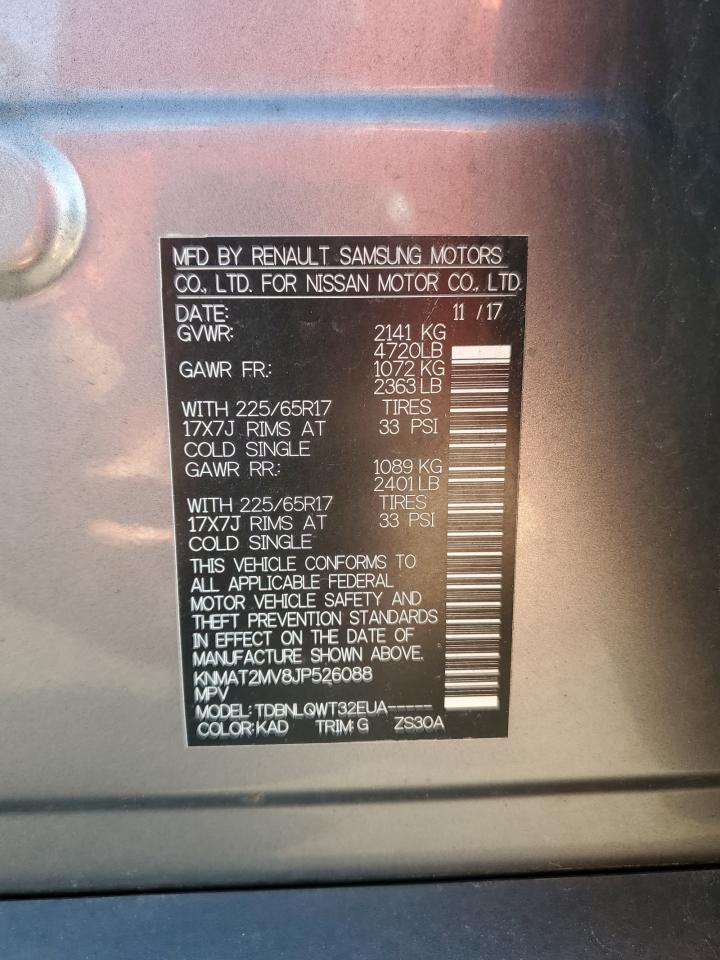 MFD BY RENAULT SAMSUNG MOTORS
CO., LTD. FOR NISSAN MOTOR CO., LTD.
DATE: 11 / 17
GVWR: 2141 KG
4720LB
GAWR FR.: 1072 KG
2363 LB
WITH 225/65R17 TIRES
17X7J RIMS AT 33 PSI
COLD SINGLE
GAWR RR.: 1089 KG
2401 LB
WITH 225/65R17 TIRES
17X7J RIMS AT 33 PSI
COLD SINGLE
THIS VEHICLE CONFORMS TO
ALL APPLICABLE FEDERAL
MOTOR VEHICLE SAFETY AND
THEFT PREVENTION STANDARDS
IN EFFECT ON THE DATE OF
MANUFACTURE SHOWN ABOVE.
KNMAT2MV8JP526088
MPV
MODEL: TDBNLQWT32EUA-----
COLOR: KAD TRIM: G ZS30A